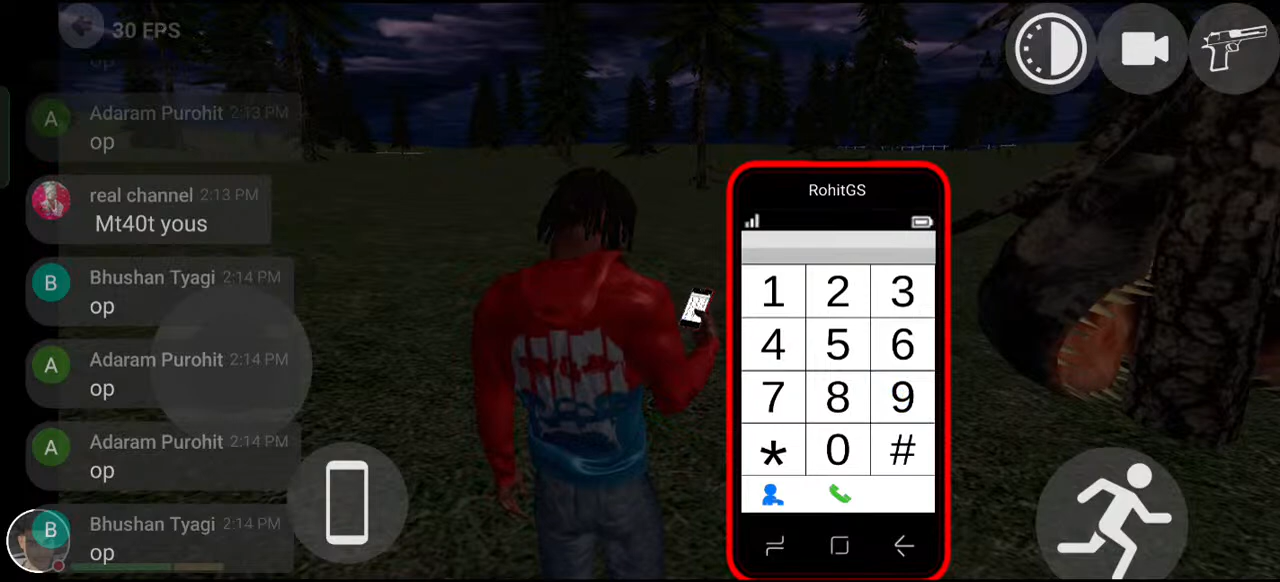 30 FPS
op
Adaram Purohit 2:13 PM
op
real channel 2:13 PM
Mt40t yous
Bhushan Tyagi 2:14 PM
op
Adaram Purohit 2:14 PM
op
Adaram Purohit 2:14 PM
op
Bhushan Tyagi 2:14 PM
op
A
B
A
A
B
RohitGS
1 2 3
4 5 6
7 8 9
* 0 #